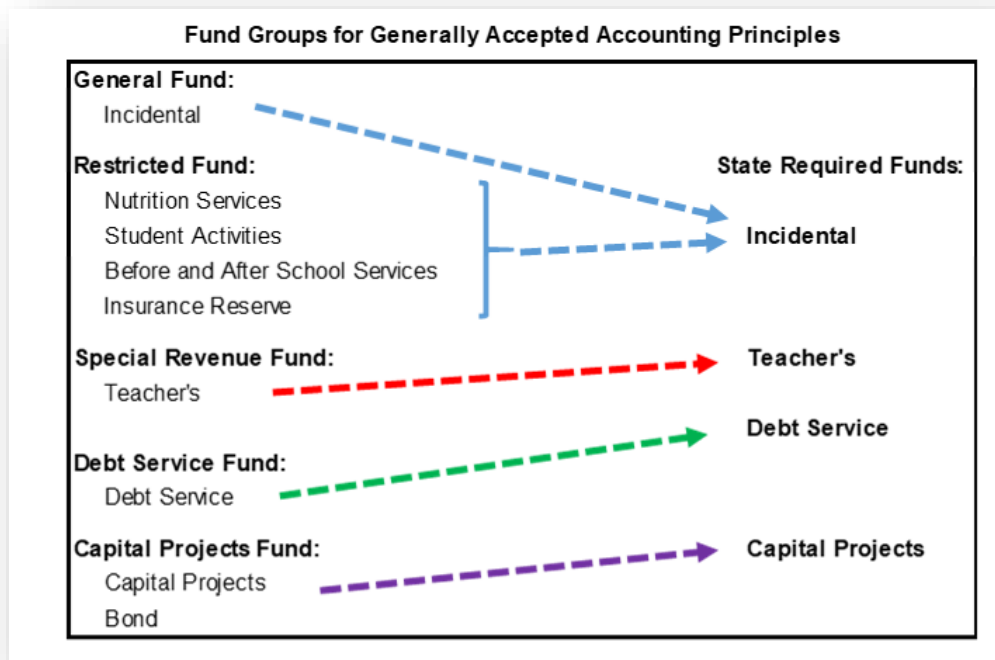 Fund Groups for Generally Accepted Accounting Principles
General Fund:
Incidental
Restricted Fund:
Nutrition Services
Student Activities
Before and After School Services
Insurance Reserve
Special Revenue Fund:
Teacher's
Debt Service Fund:
Debt Service
Capital Projects Fund:
Capital Projects
Bond
State Required Funds:
Incidental
Teacher's
Debt Service
Capital Projects